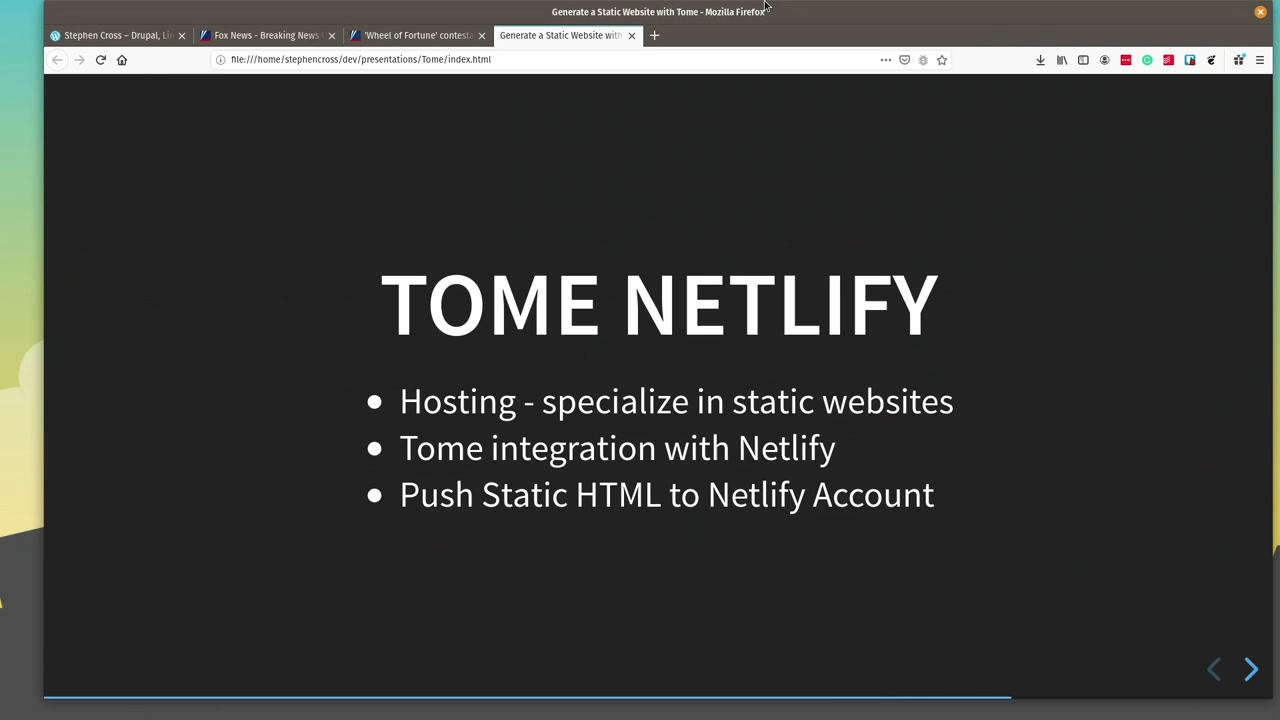 Generate a Static Website with Tome - Mozilla Firefox
Stephen Cross – Drupal, Li
Fox News - Breaking News
'Wheel of Fortune' contesta
Generate a Static Website with
file:///home/stephencross/dev/presentations/Tome/index.html
TOME NETLIFY
Hosting - specialize in static websites
Tome integration with Netlify
Push Static HTML to Netlify Account